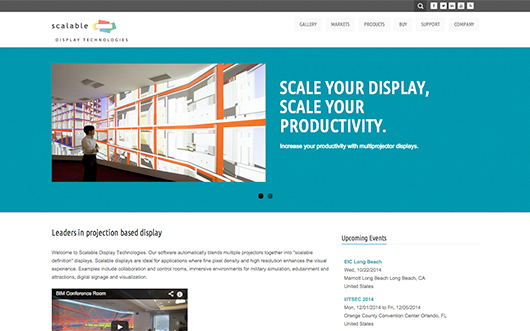 scalable
DISPLAY TECHNOLOGIES
GALLERY MARKETS PRODUCTS BUY SUPPORT COMPANY
SCALE YOUR DISPLAY,
SCALE YOUR
PRODUCTIVITY.
Increase your productivity with multiprojector displays.
Leaders in projection based display
Welcome to Scalable Display Technologies. Our software automatically blends multiple projectors together into "scalable
definition" displays. Scalable displays are ideal for applications where fine pixel density and high resolution enhances the visual
experience. Examples include collaboration and control rooms, immersive environments for military simulation, edutainment and
attractions, digital signage and visualization.
BIM Conference Room
Upcoming Events
EIC Long Beach
Wed, 10/22/2014
Marriott Long Beach Long Beach, CA
United States
I/ITSEC 2014
Mon, 12/01/2014 to Fri, 12/05/2014
Orange County Convention Center Orlando, FL
United States